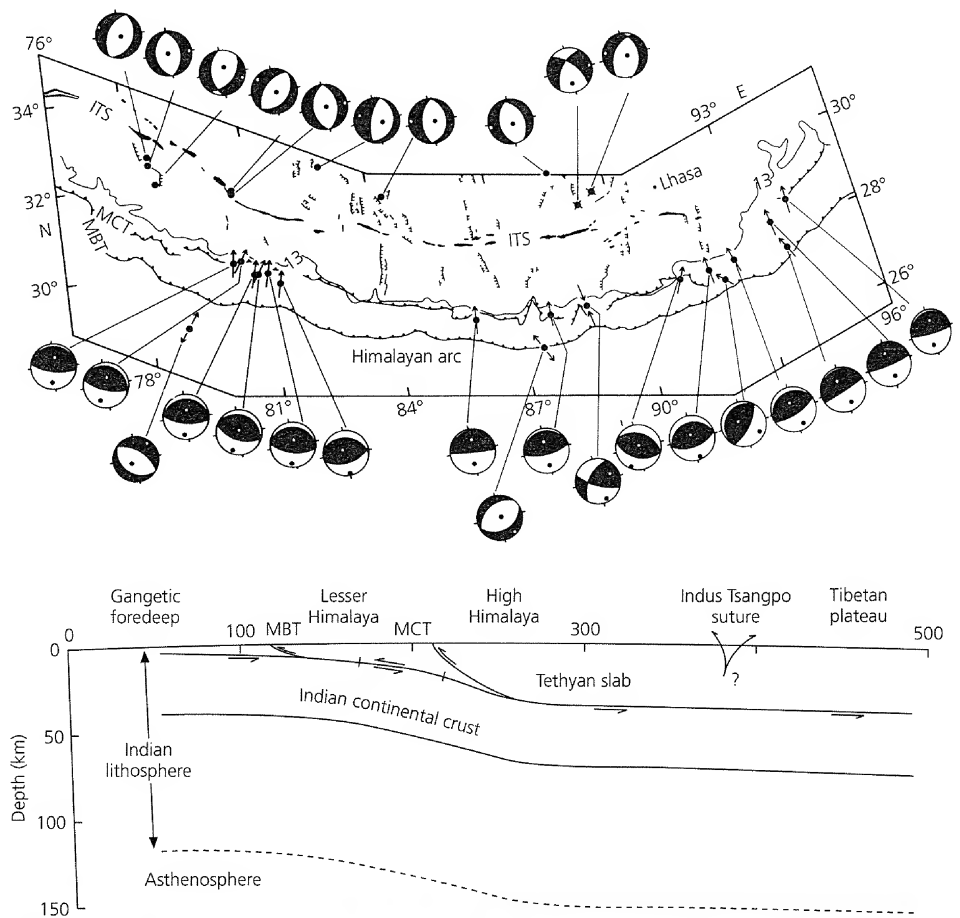 76°
34°
ITS
32°
N
MCT
MBT
30°
13
78°
81°
84°
87°
90°
Himalayan arc
ITS
Lhasa
93°
E
30°
13
28°
26°
96°
Gangetic
foredeep
Lesser
Himalaya
High
Himalaya
Indus Tsangpo
suture
Tibetan
plateau
0
100
MBT
MCT
300
500
0
50
100
150
Depth (km)
Tethyan slab
?
Indian continental crust
Indian
lithosphere
Asthenosphere